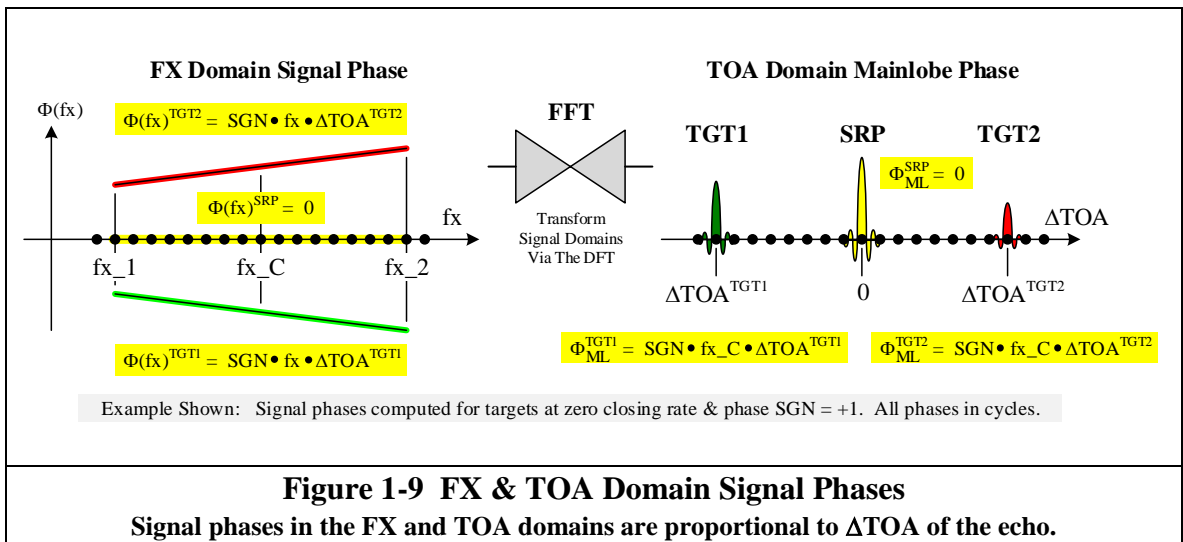 FX Domain Signal Phase
TOA Domain Mainlobe Phase
Φ(fx)
Φ(fx)^TGT2 = SGN • fx • ΔTOA^TGT2
Φ(fx)^SRP = 0
fx
fx_1
fx_C
fx_2
Φ(fx)^TGT1 = SGN • fx • ΔTOA^TGT1
FFT
Transform
Signal Domains
Via The DFT
TGT1
SRP
TGT2
Φ_ML^SRP = 0
ΔTOA
ΔTOA^TGT1
0
ΔTOA^TGT2
Φ_ML^TGT1 = SGN • fx_C • ΔTOA^TGT1
Φ_ML^TGT2 = SGN • fx_C • ΔTOA^TGT2
Example Shown: Signal phases computed for targets at zero closing rate & phase SGN = +1. All phases in cycles.
Figure 1-9 FX & TOA Domain Signal Phases
Signal phases in the FX and TOA domains are proportional to ΔTOA of the echo.